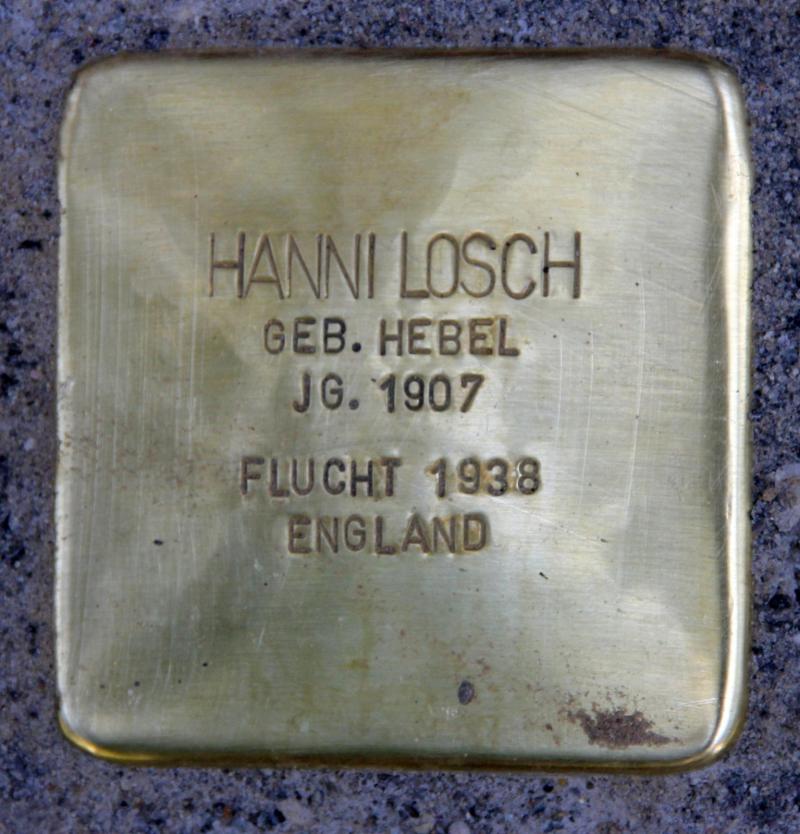 HANNI LOSCH
GEB. HEBEL
JG. 1907
FLUCHT 1938
ENGLAND